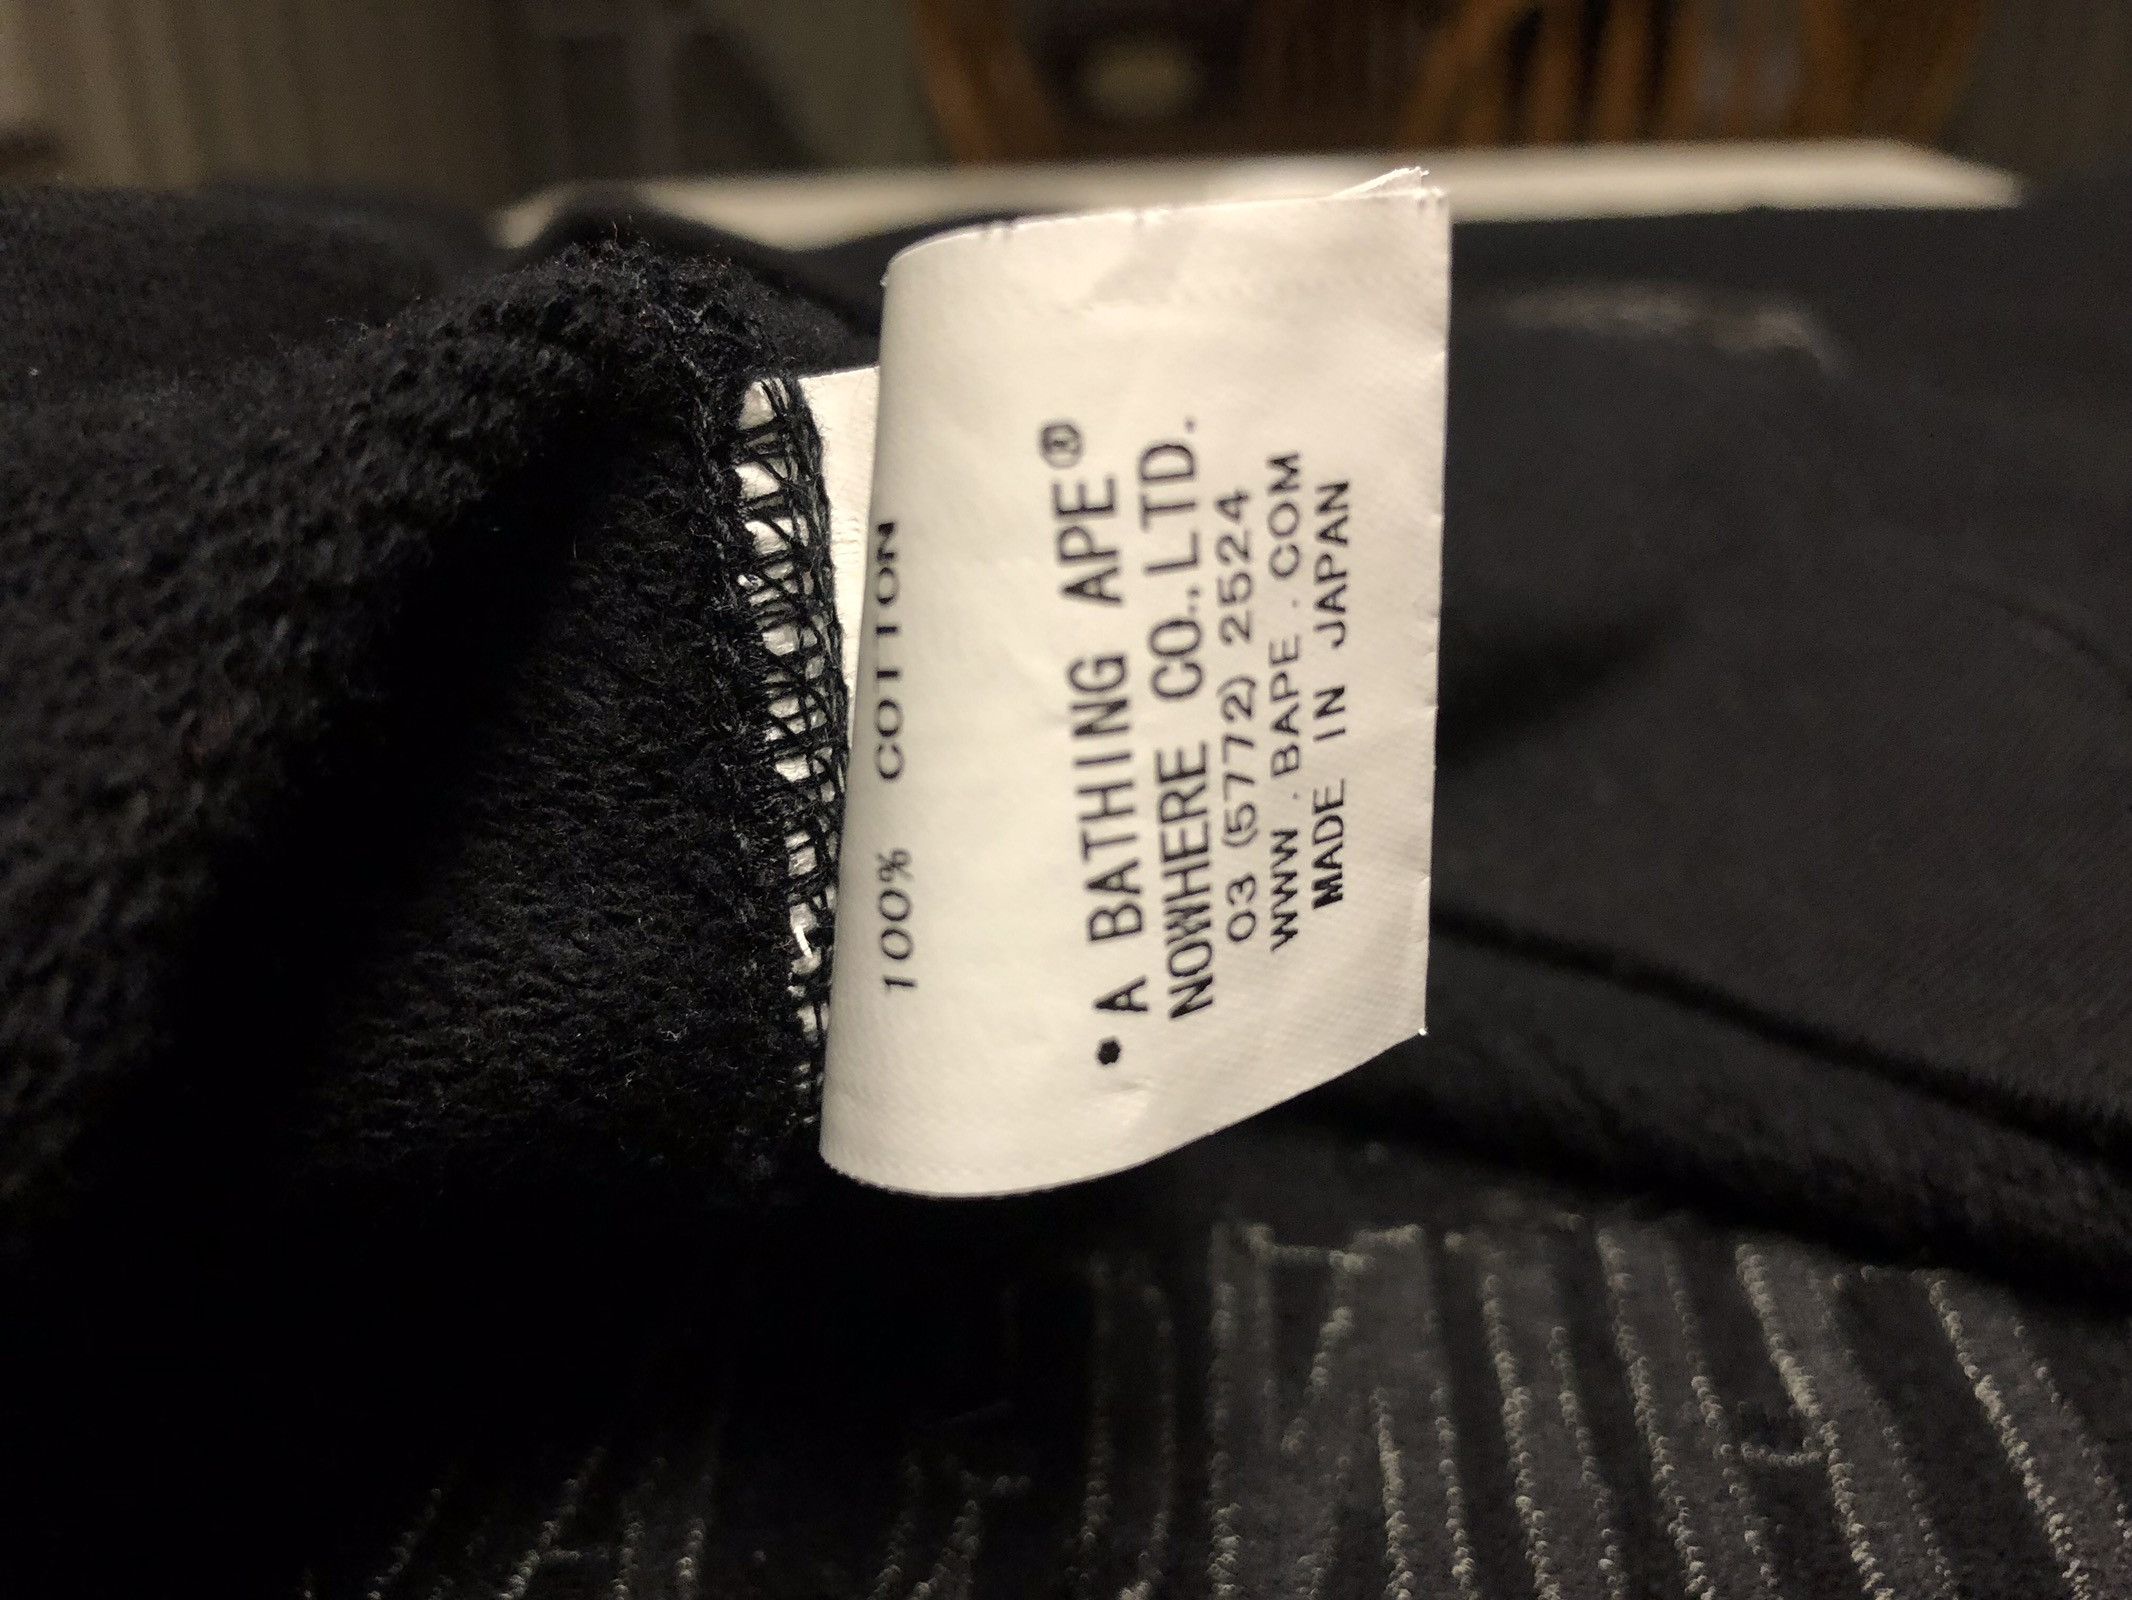 100% COTTON
• A BATHING APE®
NOWHERE CO., LTD.
03 (5772) 2524
WWW . BAPE . COM
MADE IN JAPAN